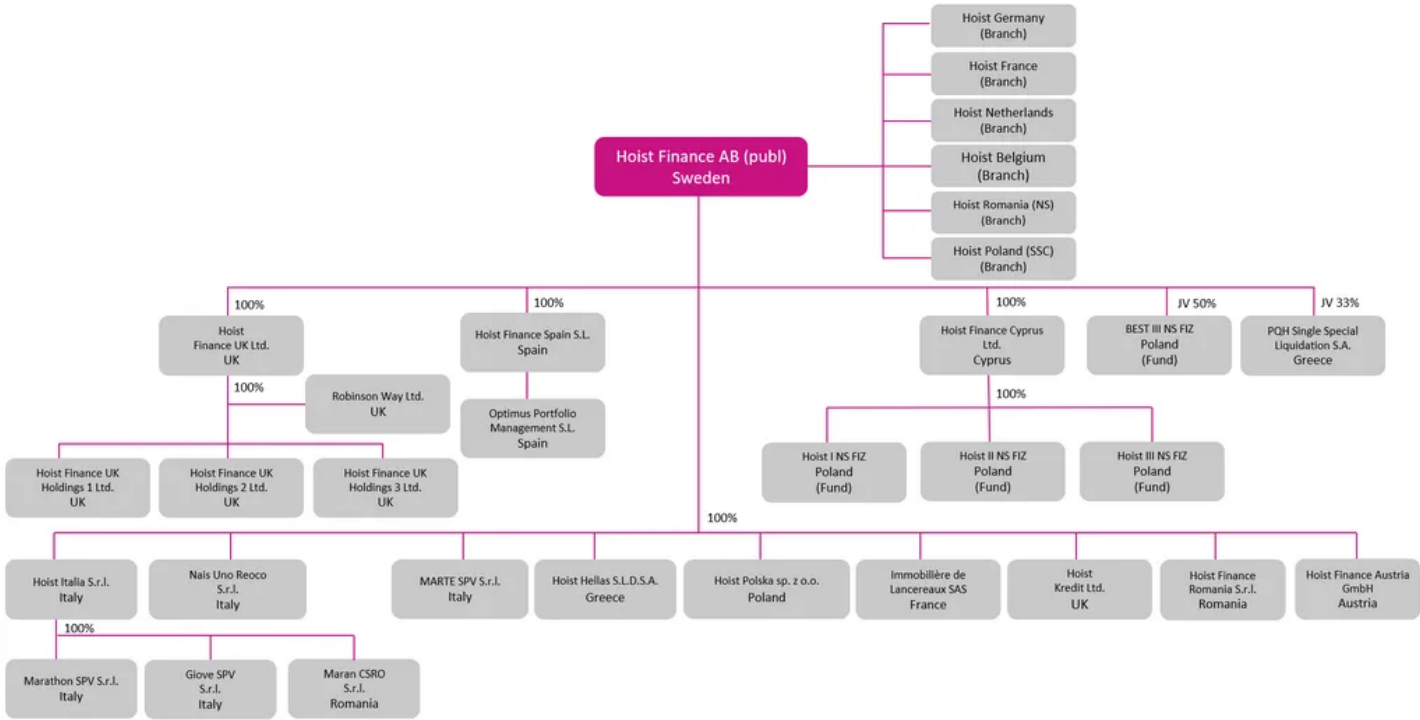 Hoist Germany
(Branch)
Hoist France
(Branch)
Hoist Netherlands
(Branch)
Hoist Finance AB (publ)
Sweden
Hoist Belgium
(Branch)
Hoist Romania (NS)
(Branch)
Hoist Poland (SSC)
(Branch)
100%
100%
100%
JV 50%
JV 33%
Hoist
Finance UK Ltd.
UK
Hoist Finance Spain S.L.
Spain
Hoist Finance Cyprus
Ltd.
Cyprus
BEST III NS FIZ
Poland
(Fund)
PQH Single Special
Liquidation S.A.
Greece
100%
Robinson Way Ltd.
UK
Optimus Portfolio
Management S.L.
Spain
100%
Hoist Finance UK
Holdings 1 Ltd.
UK
Hoist Finance UK
Holdings 2 Ltd.
UK
Hoist Finance UK
Holdings 3 Ltd.
UK
Hoist I NS FIZ
Poland
(Fund)
Hoist II NS FIZ
Poland
(Fund)
Hoist III NS FIZ
Poland
(Fund)
100%
Hoist Italia S.r.l.
Italy
Nais Uno Reoco
S.r.l.
Italy
MARTE SPV S.r.l.
Italy
Hoist Hellas S.L.D.S.A.
Greece
Hoist Polska sp. z o.o.
Poland
Immobilière de
Lancereaux SAS
France
Hoist
Kredit Ltd.
UK
Hoist Finance
Romania S.r.l.
Romania
Hoist Finance Austria
GmbH
Austria
100%
Marathon SPV S.r.l.
Italy
Giove SPV
S.r.l.
Italy
Maran CSRO
S.r.l.
Romania